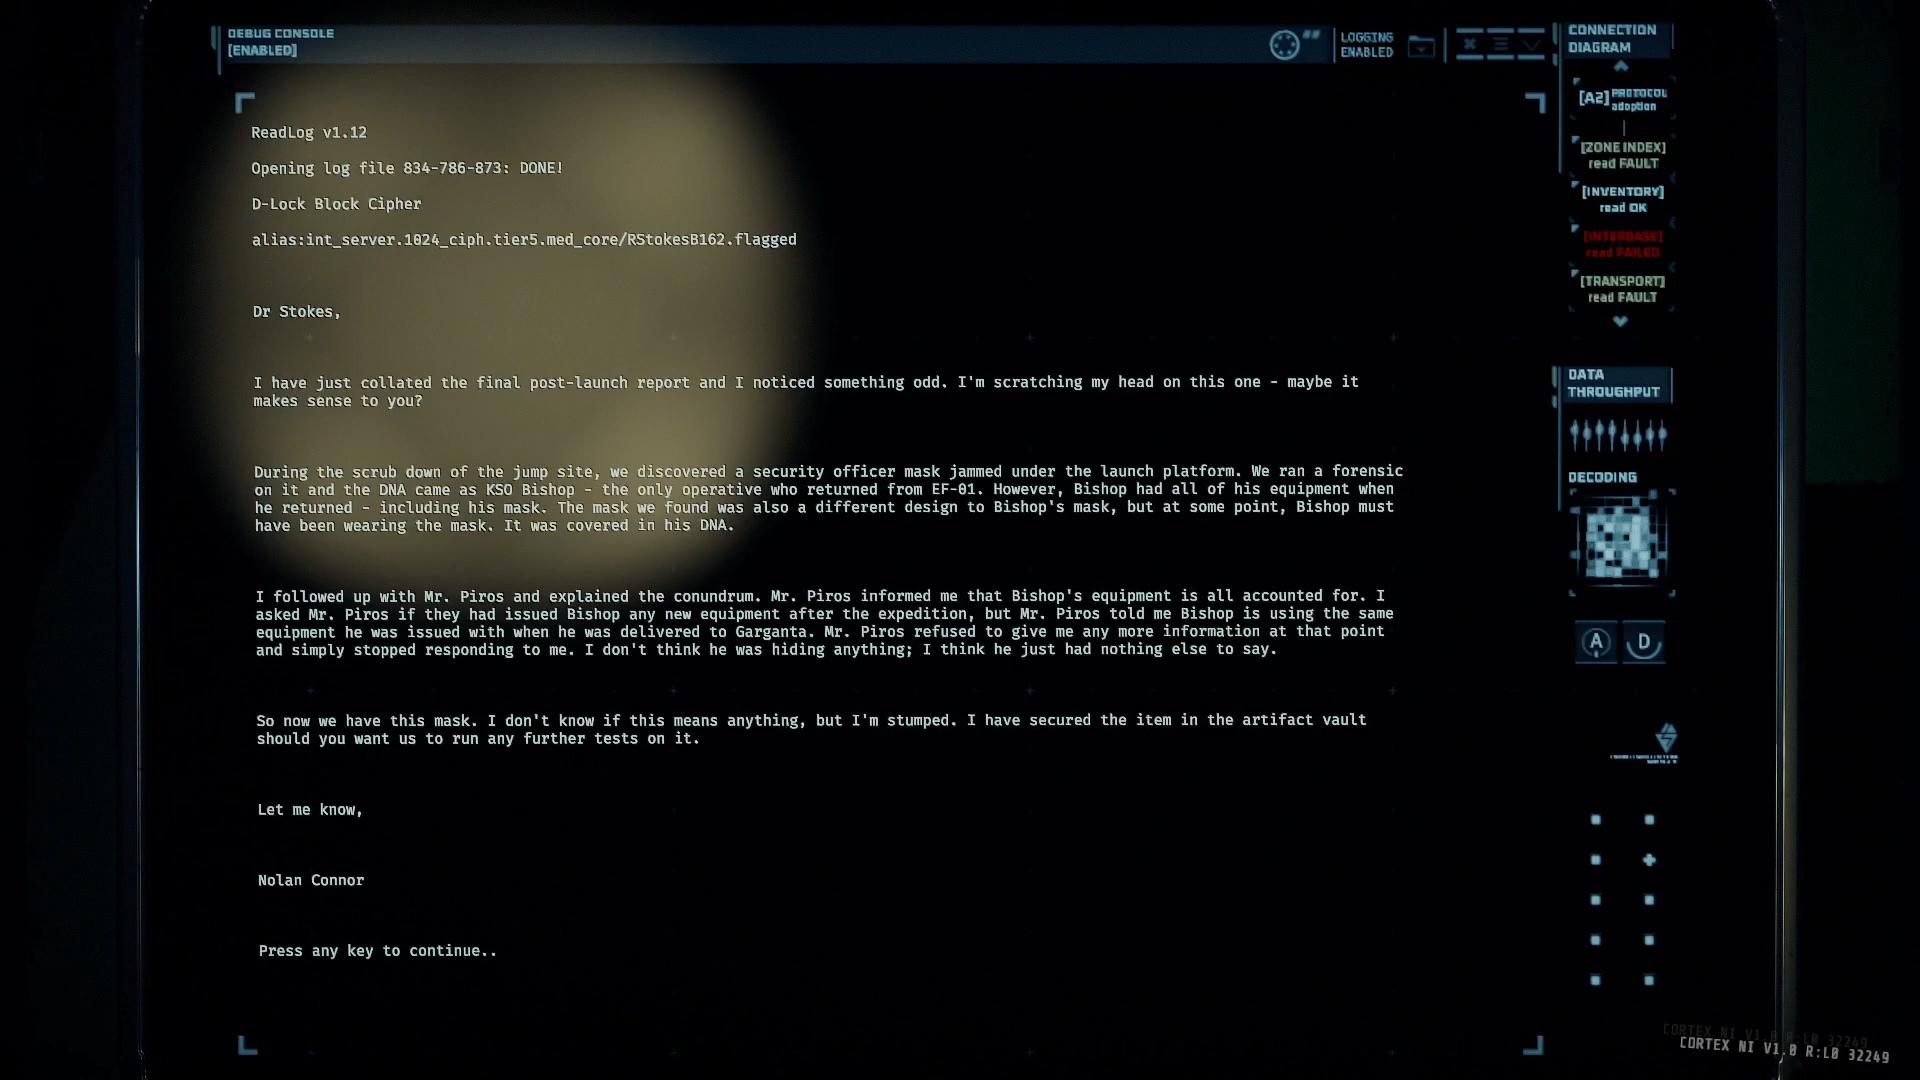 DEBUG CONSOLE
[ENABLED]
LOGGING
ENABLED
ReadLog v1.12
Opening log file 834-786-873: DONE!
D-Lock Block Cipher
alias:int_server.1024_ciph.tier5.med_core/RStokesB162.flagged
Dr Stokes,
I have just collated the final post-launch report and I noticed something odd. I'm scratching my head on this one - maybe it
makes sense to you?
During the scrub down of the jump site, we discovered a security officer mask jammed under the launch platform. We ran a forensic
on it and the DNA came as KSO Bishop - the only operative who returned from EF-01. However, Bishop had all of his equipment when
he returned - including his mask. The mask we found was also a different design to Bishop's mask, but at some point, Bishop must
have been wearing the mask. It was covered in his DNA.
I followed up with Mr. Piros and explained the conundrum. Mr. Piros informed me that Bishop's equipment is all accounted for. I
asked Mr. Piros if they had issued Bishop any new equipment after the expedition, but Mr. Piros told me Bishop is using the same
equipment he was issued with when he was delivered to Garganta. Mr. Piros refused to give me any more information at that point
and simply stopped responding to me. I don't think he was hiding anything; I think he just had nothing else to say.
So now we have this mask. I don't know if this means anything, but I'm stumped. I have secured the item in the artifact vault
should you want us to run any further tests on it.
Let me know,
Nolan Connor
Press any key to continue..
CONNECTION
DIAGRAM
[A2] PROTOCOL
adoption
[ZONE INDEX]
read FAULT
[INVENTORY]
read OK
[INTERBASE]
read FAILED
[TRANSPORT]
read FAULT
DATA
THROUGHPUT
DECODING
A D
CORTEX NI V1.0 R:L0 32249